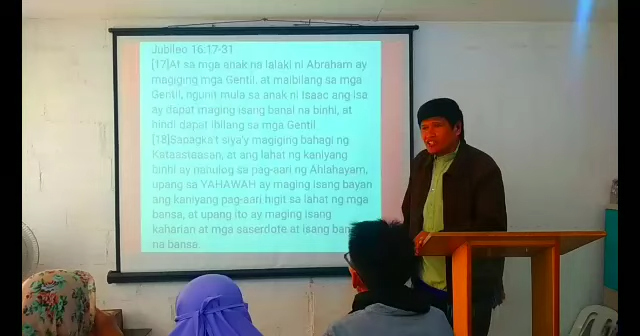 Jubileo 16:17-31
[17]At sa mga anak na lalaki ni Abraham ay
magiging mga Gentil, at maibilang sa mga
Gentil, ngunit mula sa anak ni Isaac ang isa
ay dapat maging isang banal na binhi, at
hindi dapat ibilang sa mga Gentil
[18]Sapagka't siya'y magiging bahagi ng
Kataastaasan, at ang lahat ng kaniyang
binhi ay nahulog sa pag-aari ng Ahlahayam,
upang sa YAHAWAH ay maging isang bayan
ang kaniyang pag-aari higit sa lahat ng mga
bansa, at upang ito ay maging isang
kaharian at mga saserdote at isang
na bansa.